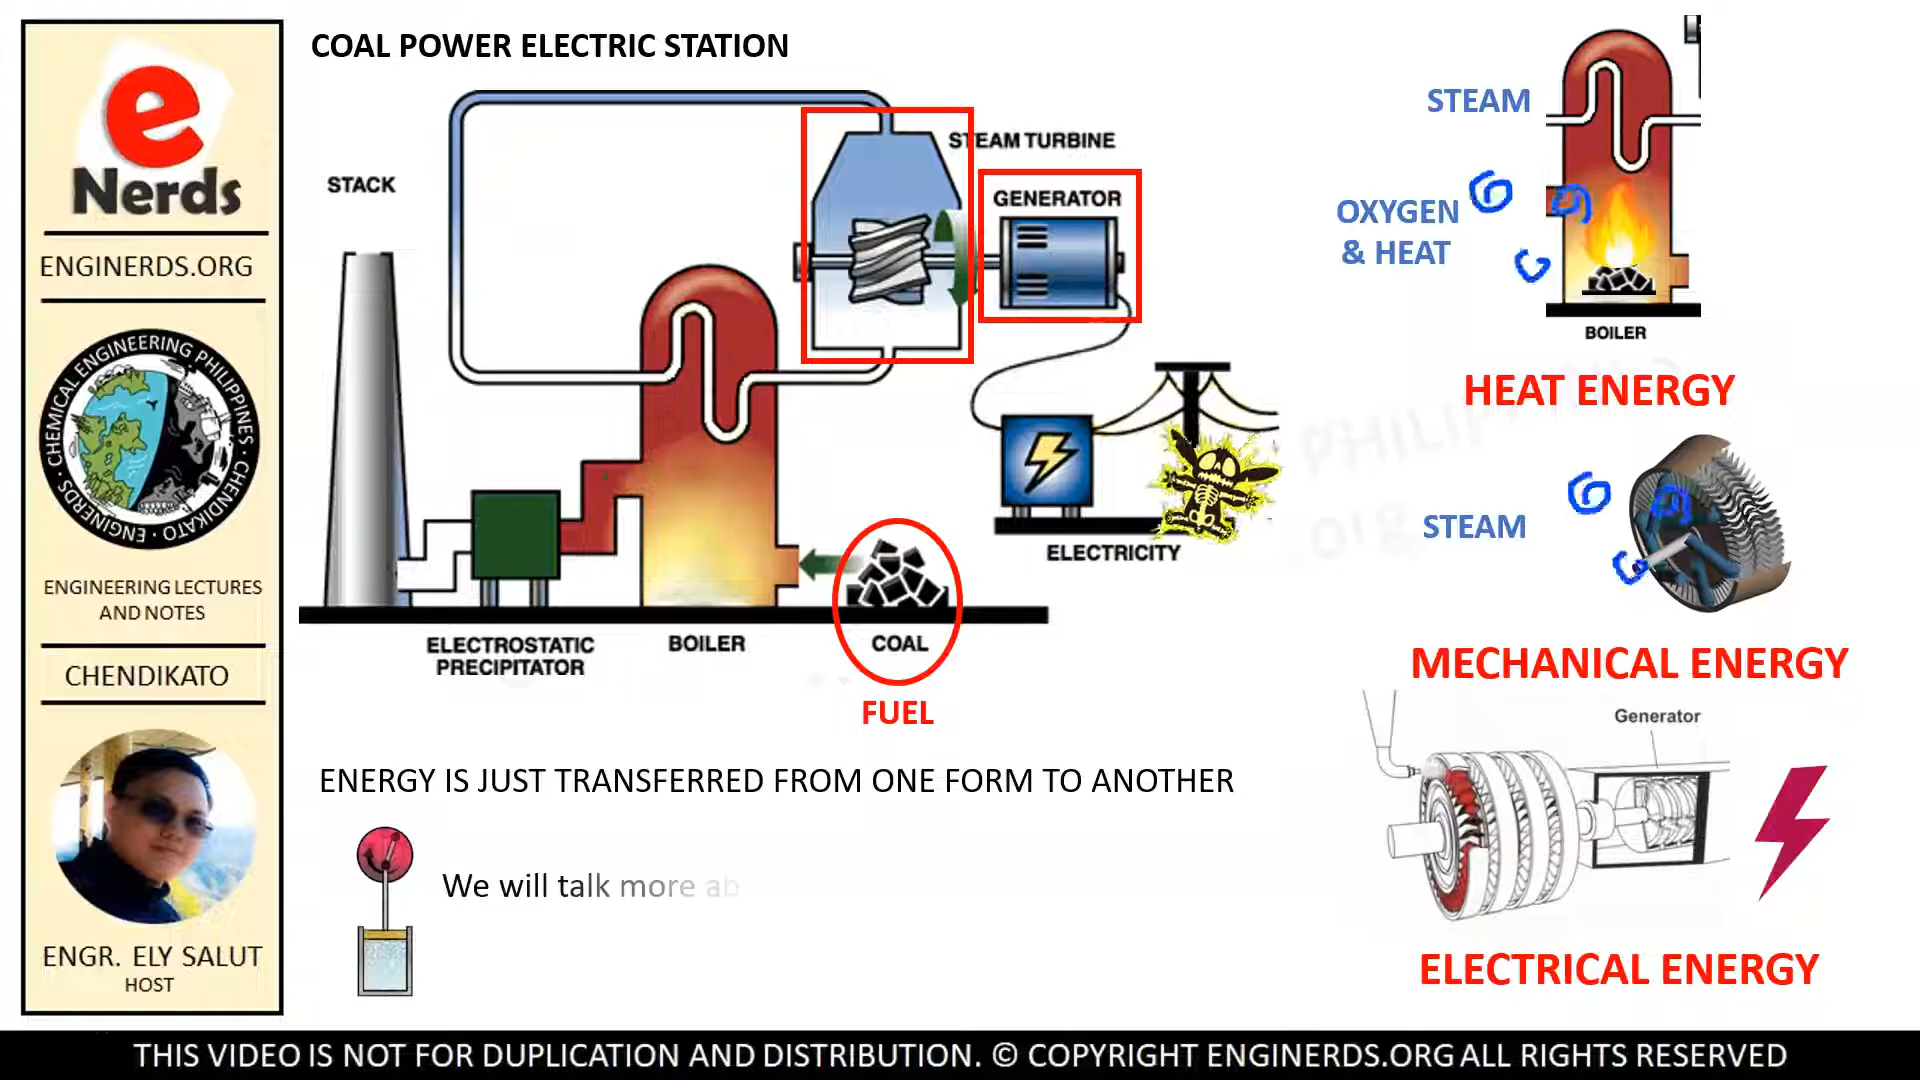 e
Nerds
ENGINERDS.ORG
CHEMICAL ENGINEERING PHILIPPINES · CHENDIKATO · ENGINERDS ·
ENGINEERING LECTURES
AND NOTES
CHENDIKATO
ENGR. ELY SALUT
HOST
COAL POWER ELECTRIC STATION
STACK
STEAM TURBINE
GENERATOR
ELECTRICITY
ELECTROSTATIC
PRECIPITATOR
BOILER
COAL
FUEL
ENERGY IS JUST TRANSFERRED FROM ONE FORM TO ANOTHER
We will talk more ab
STEAM
OXYGEN
& HEAT
BOILER
HEAT ENERGY
STEAM
MECHANICAL ENERGY
Generator
ELECTRICAL ENERGY
THIS VIDEO IS NOT FOR DUPLICATION AND DISTRIBUTION. © COPYRIGHT ENGINERDS.ORG ALL RIGHTS RESERVED